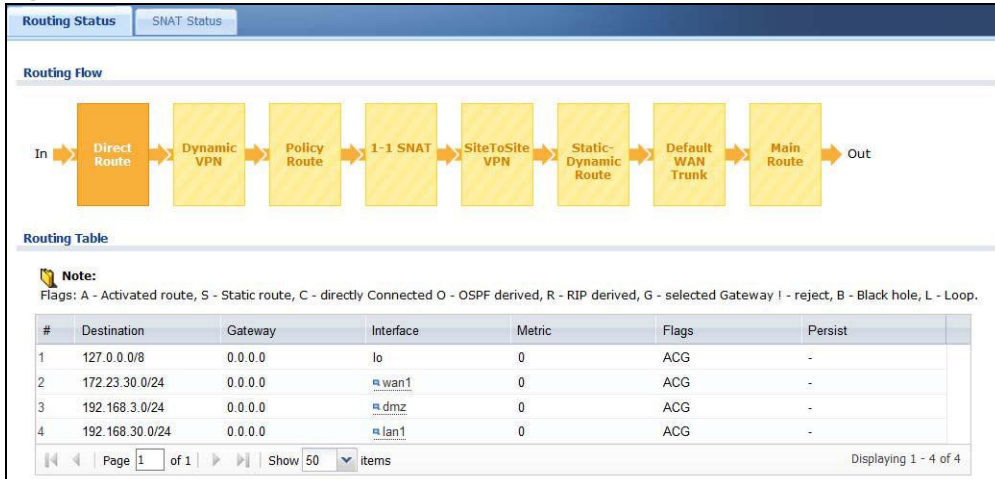 Routing Status SNAT Status
Routing Flow
In Direct Route Dynamic VPN Policy Route 1-1 SNAT SiteToSite VPN Static-Dynamic Route Default WAN Trunk Main Route Out
Routing Table
Note:
Flags: A - Activated route, S - Static route, C - directly Connected O - OSPF derived, R - RIP derived, G - selected Gateway ! - reject, B - Black hole, L - Loop.
# Destination Gateway Interface Metric Flags Persist
1 127.0.0.0/8 0.0.0.0 lo 0 ACG -
2 172.23.30.0/24 0.0.0.0 wan1 0 ACG -
3 192.168.3.0/24 0.0.0.0 dmz 0 ACG -
4 192.168.30.0/24 0.0.0.0 lan1 0 ACG -
Page 1 of 1 Show 50 items Displaying 1 - 4 of 4